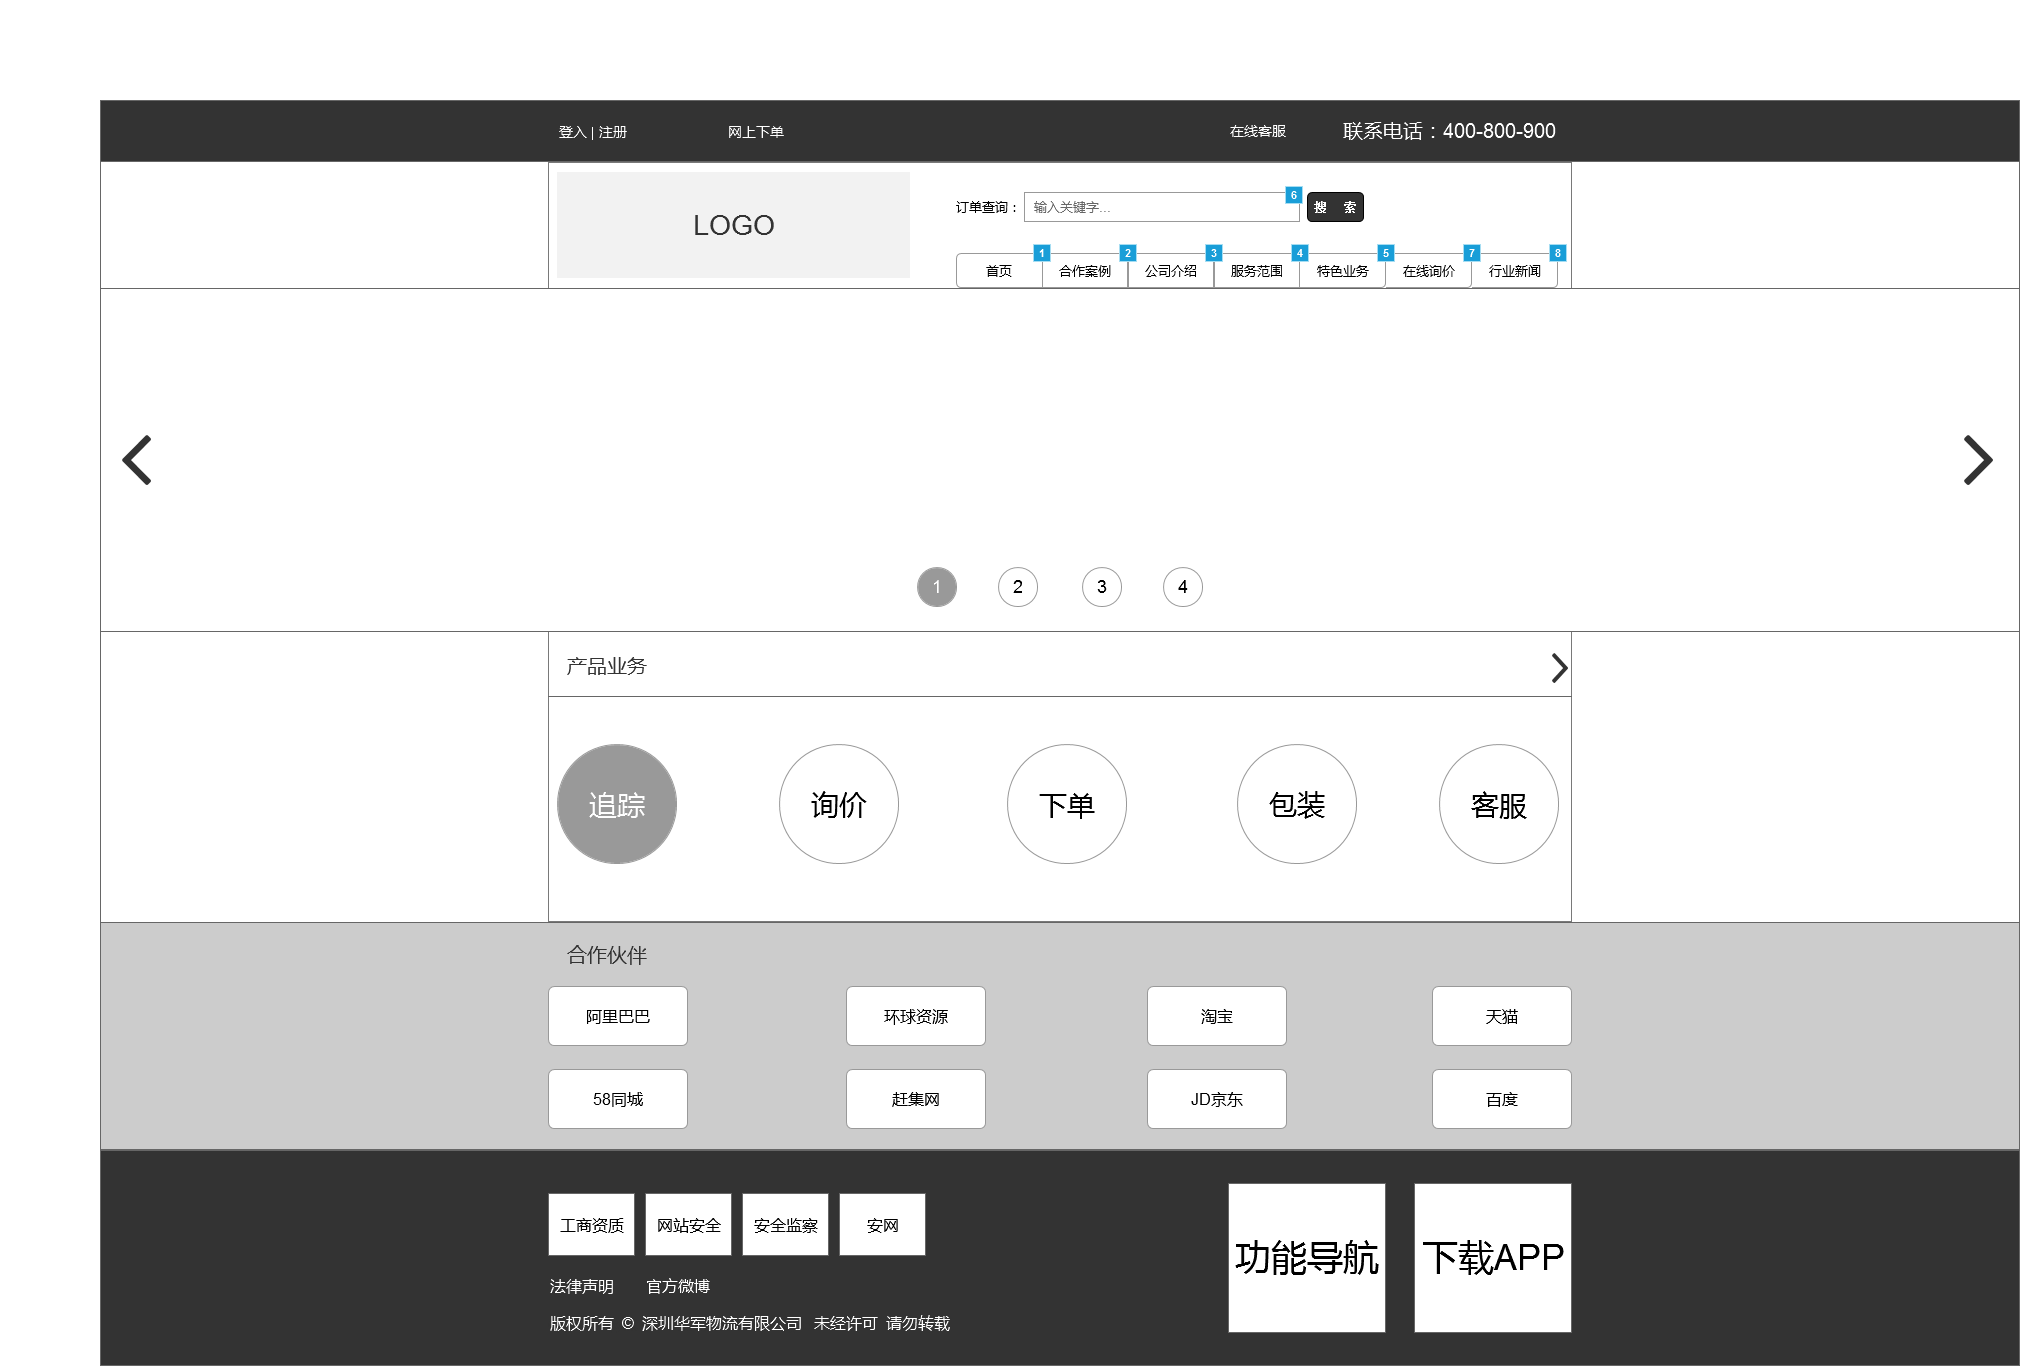 登入 | 注册 网上下单 在线客服 联系电话：400-800-900
LOGO
订单查询： 输入关键字... 6 搜 索
首页 1 合作案例 2 公司介绍 3 服务范围 4 特色业务 5 在线询价 7 行业新闻 8
1 2 3 4
产品业务
追踪 询价 下单 包装 客服
合作伙伴
阿里巴巴 环球资源 淘宝 天猫
58同城 赶集网 JD京东 百度
工商资质 网站安全 安全监察 安网
功能导航 下载APP
法律声明 官方微博
版权所有 © 深圳华军物流有限公司 未经许可 请勿转载